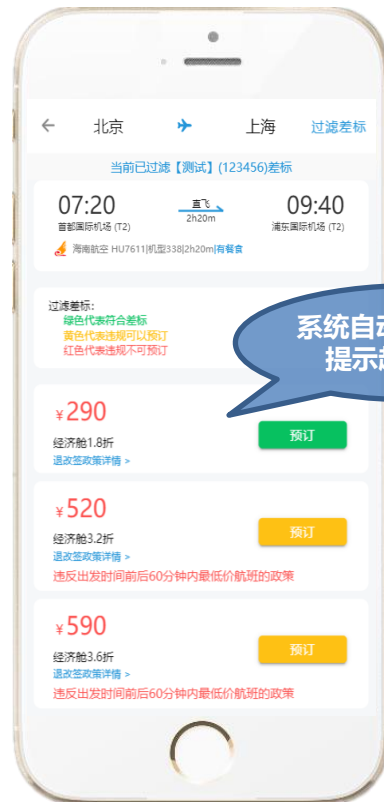 北京 上海 过滤差标
当前已过滤【测试】(123456)差标
07:20 直飞 09:40
首都国际机场 (T2) 2h20m 浦东国际机场 (T2)
海南航空 HU7611|机型338|2h20m|有餐食
过滤差标：
绿色代表符合差标
黄色代表违规可以预订
红色代表违规不可预订
系统自动
提示超
¥290
预订
经济舱1.8折
退改签政策详情 >
¥520
预订
经济舱3.2折
退改签政策详情 >
违反出发时间前后60分钟内最低价航班的政策
¥590
预订
经济舱3.6折
退改签政策详情 >
违反出发时间前后60分钟内最低价航班的政策